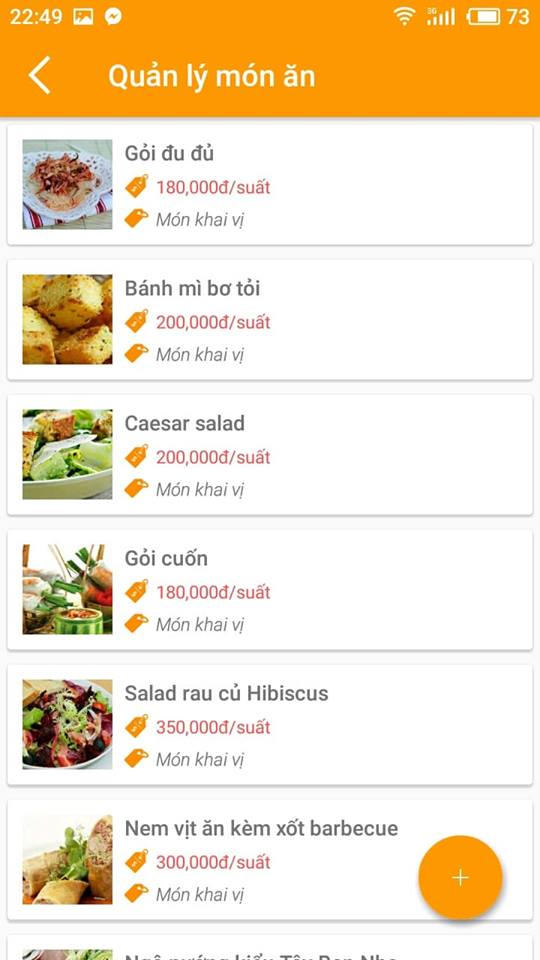 22:49 3G 73
Quản lý món ăn
Gỏi đu đủ
180,000đ/suất
Món khai vị
Bánh mì bơ tỏi
200,000đ/suất
Món khai vị
Caesar salad
200,000đ/suất
Món khai vị
Gỏi cuốn
180,000đ/suất
Món khai vị
Salad rau củ Hibiscus
350,000đ/suất
Món khai vị
Nem vịt ăn kèm xốt barbecue
300,000đ/suất
Món khai vị
+